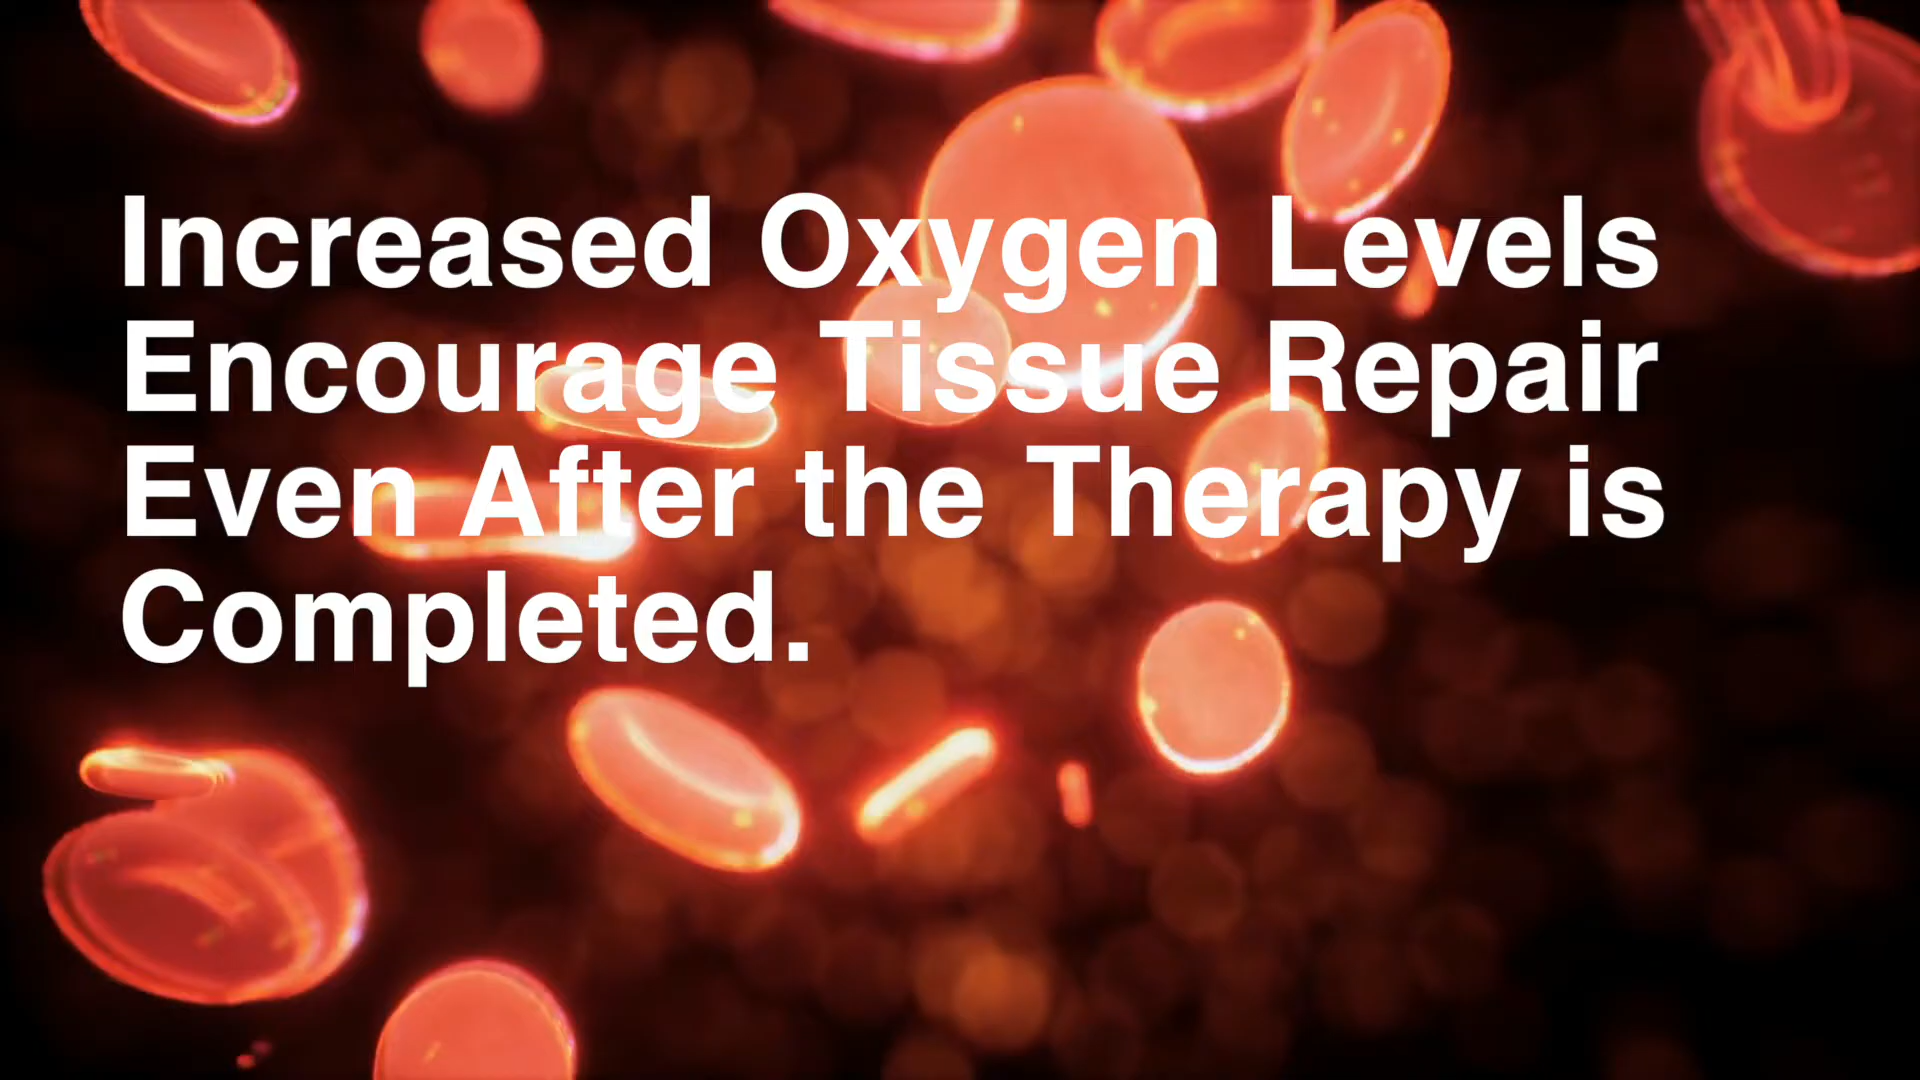 Increased Oxygen Levels
Encourage Tissue Repair
Even After the Therapy is
Completed.